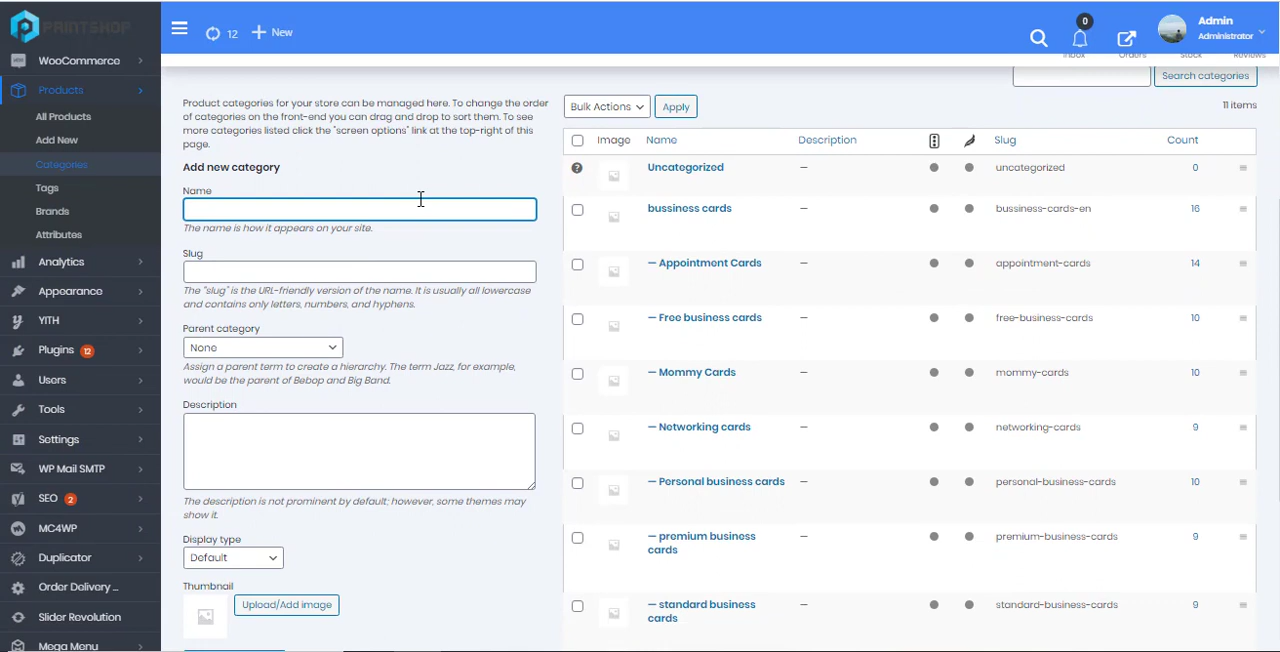 PRINTSHOP
12
New
0
Admin
Administrator
WooCommerce
Products
All Products
Add New
Categories
Tags
Brands
Attributes
Analytics
Appearance
YITH
Plugins 12
Users
Tools
Settings
WP Mail SMTP
SEO 2
MC4WP
Duplicator
Order Delivery ...
Slider Revolution
Mega Menu
Inbox
Orders
Stock
Reviews
Search categories
Product categories for your store can be managed here. To change the order
of categories on the front-end you can drag and drop to sort them. To see
more categories listed click the "screen options" link at the top-right of this
page.
Add new category
Name
The name is how it appears on your site.
Slug
The "slug" is the URL-friendly version of the name. It is usually all lowercase
and contains only letters, numbers, and hyphens.
Parent category
None
Assign a parent term to create a hierarchy. The term Jazz, for example,
would be the parent of Bebop and Big Band.
Description
The description is not prominent by default; however, some themes may
show it.
Display type
Default
Thumbnail
Upload/Add image
Bulk Actions
Apply
11 items
Image Name Description Slug Count
Uncategorized — uncategorized 0
bussiness cards — bussiness-cards-en 16
— Appointment Cards — appointment-cards 14
— Free business cards — free-business-cards 10
— Mommy Cards — mommy-cards 10
— Networking cards — networking-cards 9
— Personal business cards — personal-business-cards 10
— premium business
cards — premium-business-cards 9
— standard business
cards — standard-business-cards 9